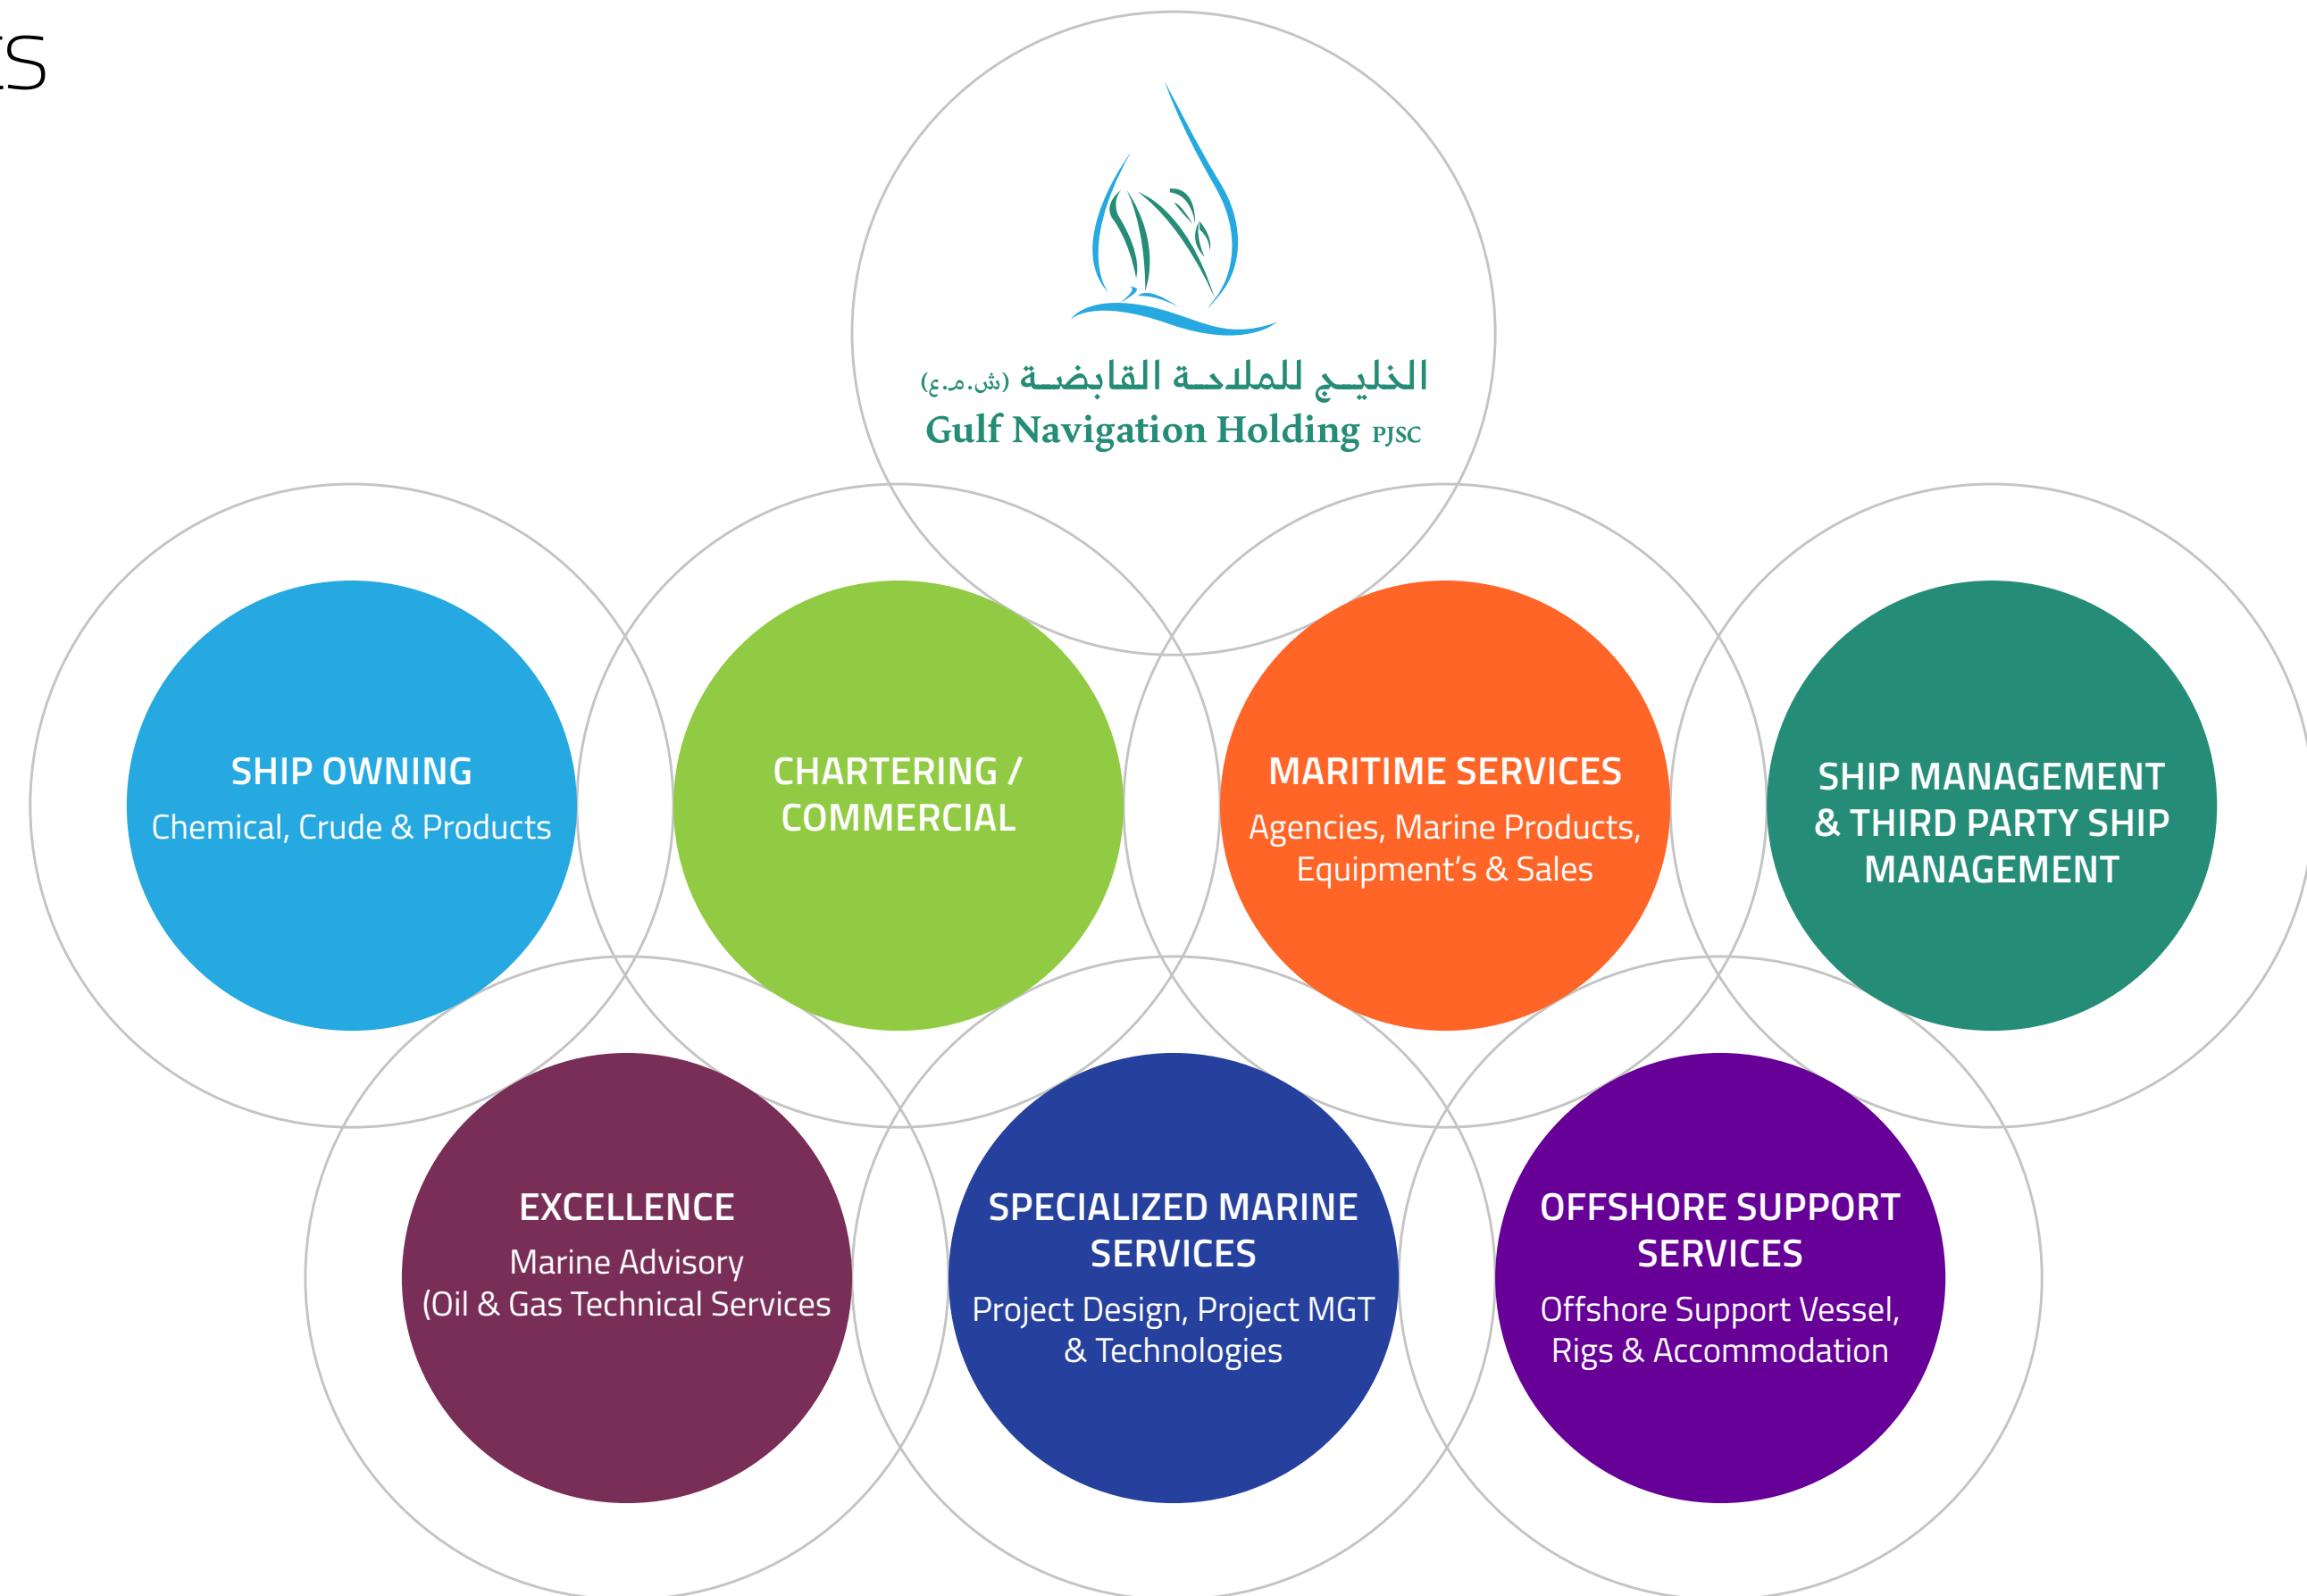 الخليج للملاحة القابضة (ش.م.ع)
Gulf Navigation Holding PJSC
SHIP OWNING
Chemical, Crude & Products
CHARTERING /
COMMERCIAL
MARITIME SERVICES
Agencies, Marine Products,
Equipment’s & Sales
SHIP MANAGEMENT
& THIRD PARTY SHIP
MANAGEMENT
EXCELLENCE
Marine Advisory
(Oil & Gas Technical Services
SPECIALIZED MARINE
SERVICES
Project Design, Project MGT
& Technologies
OFFSHORE SUPPORT
SERVICES
Offshore Support Vessel,
Rigs & Accommodation